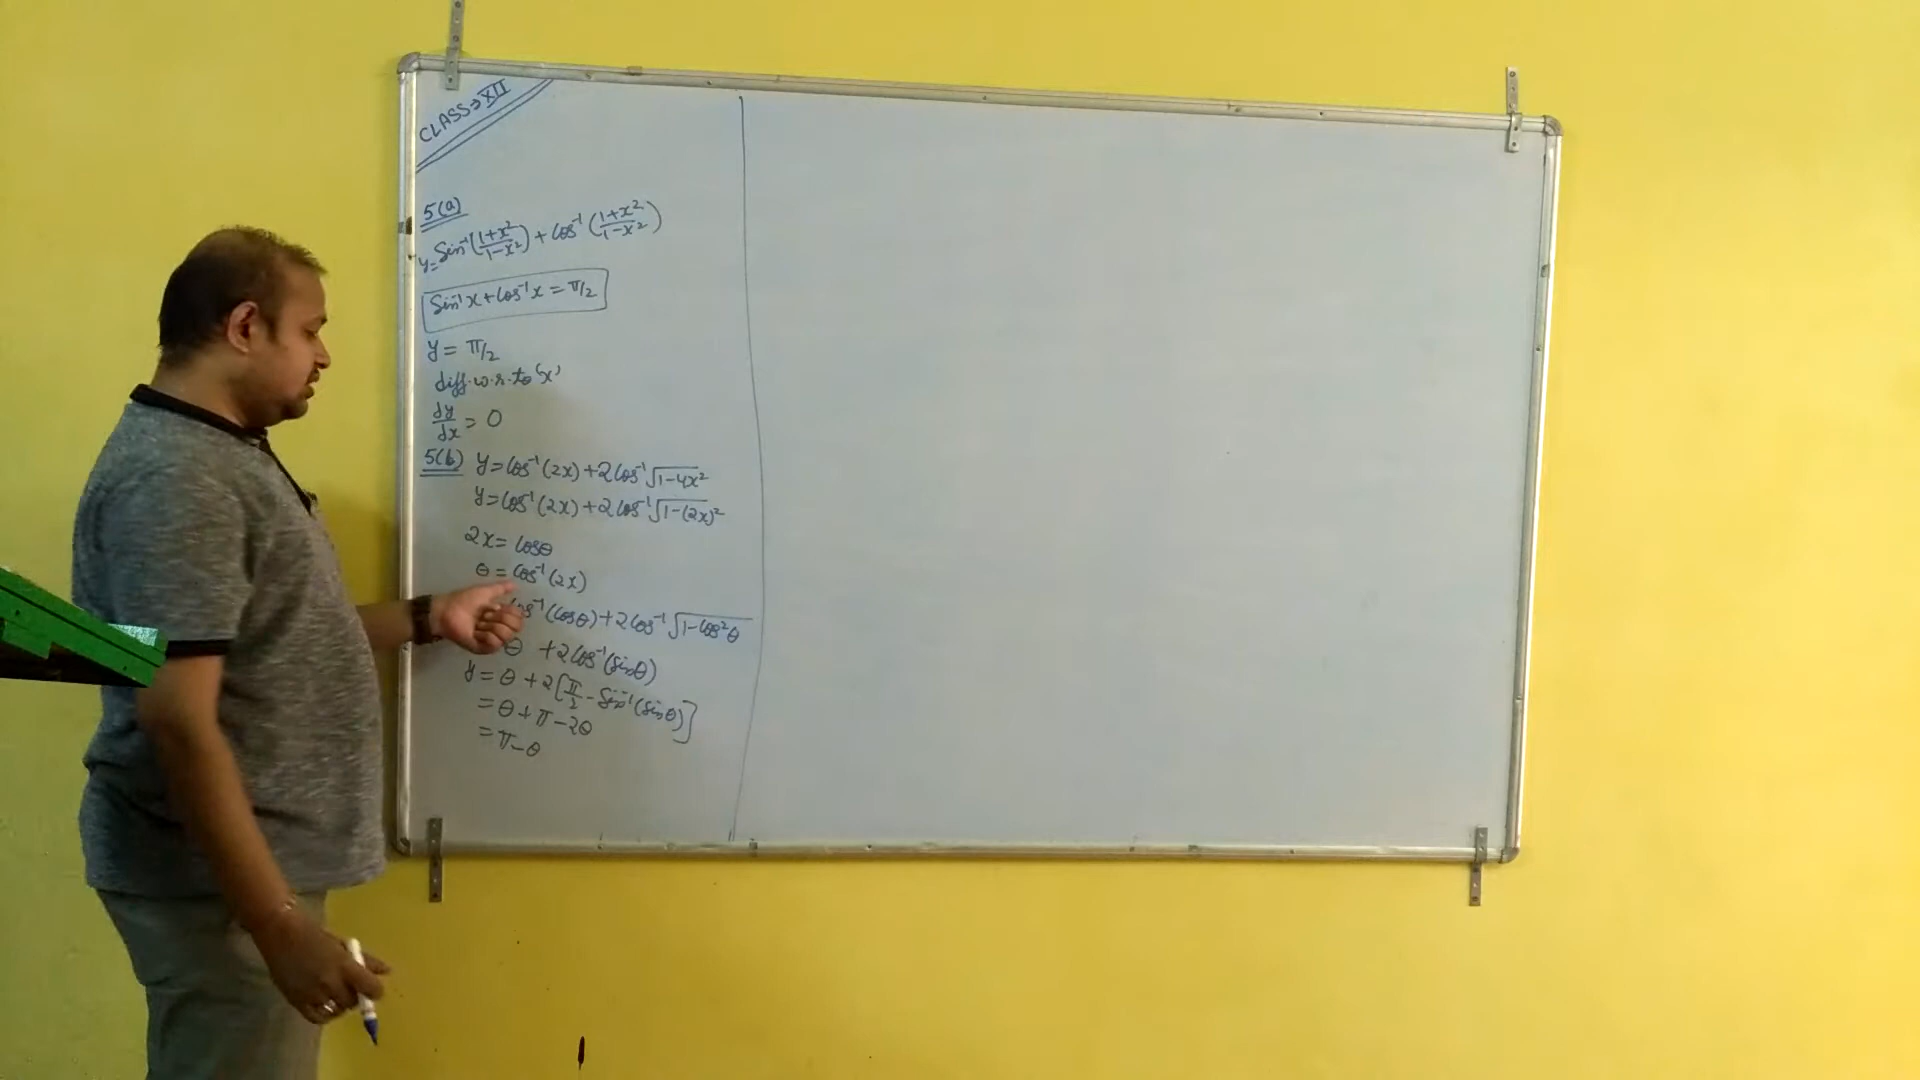 CLASS→XII
5(a)
y=Sin⁻¹((1+x²)/(1-x²)) + Cos⁻¹((1+x²)/(1-x²))
Sin⁻¹x+Cos⁻¹x=π/2
y = π/2
diff.w.r.to 'x'
dy/dx = 0
5(b) y=Cos⁻¹(2x)+2Cos⁻¹√(1-4x²)
y=Cos⁻¹(2x)+2Cos⁻¹√(1-(2x)²)
2x = Cosθ
θ = Cos⁻¹(2x)
Cos⁻¹(Cosθ)+2Cos⁻¹√(1-Cos²θ)
θ +2Cos⁻¹(Sinθ)
y = θ +2[π/2 - Sin⁻¹(Sinθ)]
= θ+π-2θ
= π-θ